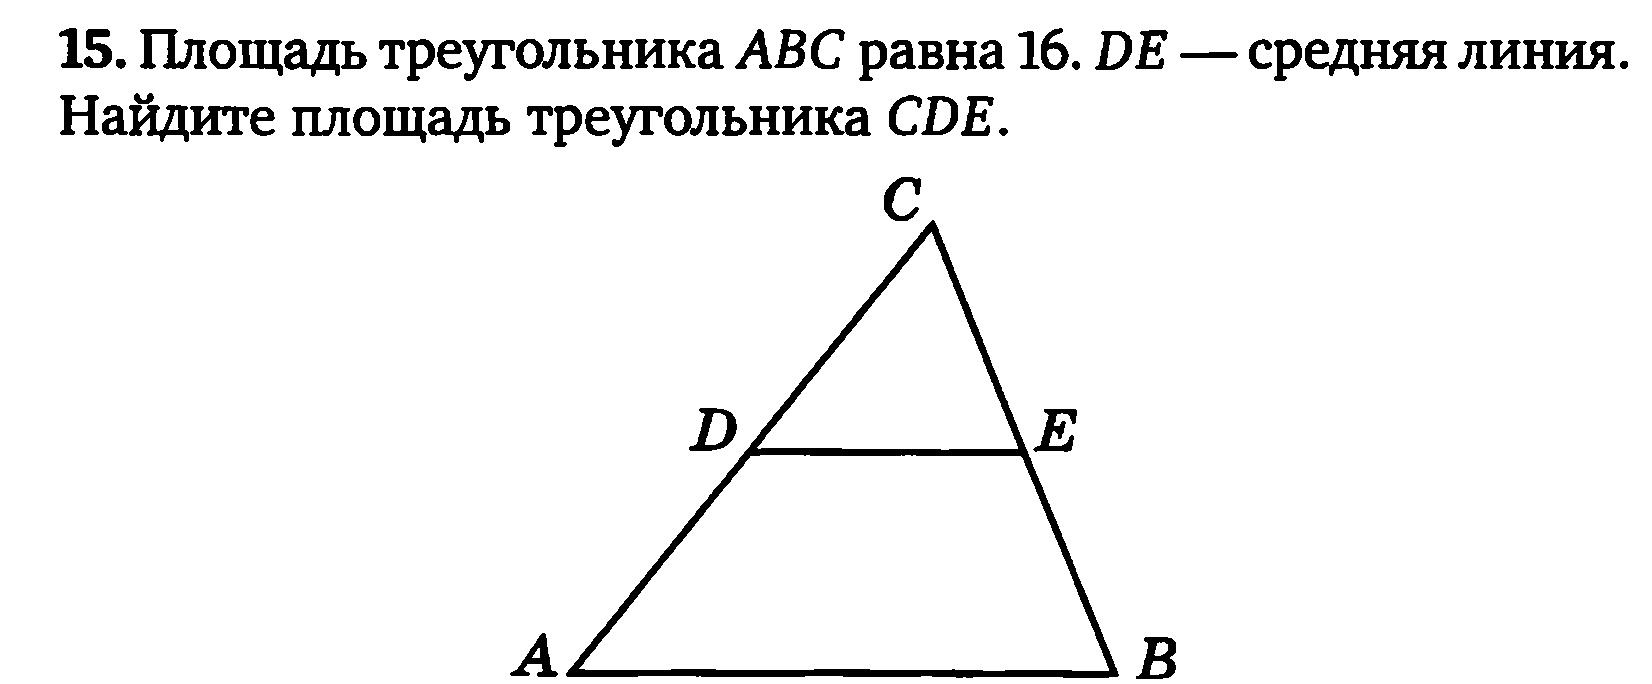 15. Площадь треугольника ABC равна 16. DE — средняя линия.
Найдите площадь треугольника CDE.
C
D
E
A
B